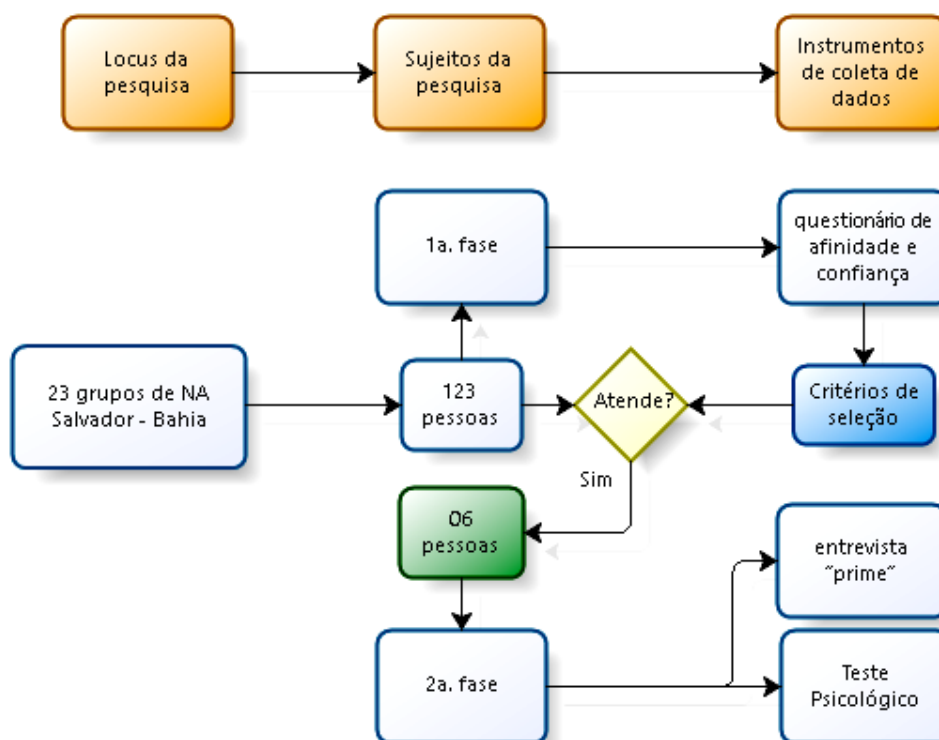 Locus da
pesquisa
Sujeitos da
pesquisa
Instrumentos
de coleta de
dados
1a. fase
questionário de
afinidade e
confiança
23 grupos de NA
Salvador - Bahia
123
pessoas
Atende?
Critérios de
seleção
Sim
06
pessoas
entrevista
"prime"
2a. fase
Teste
Psicológico